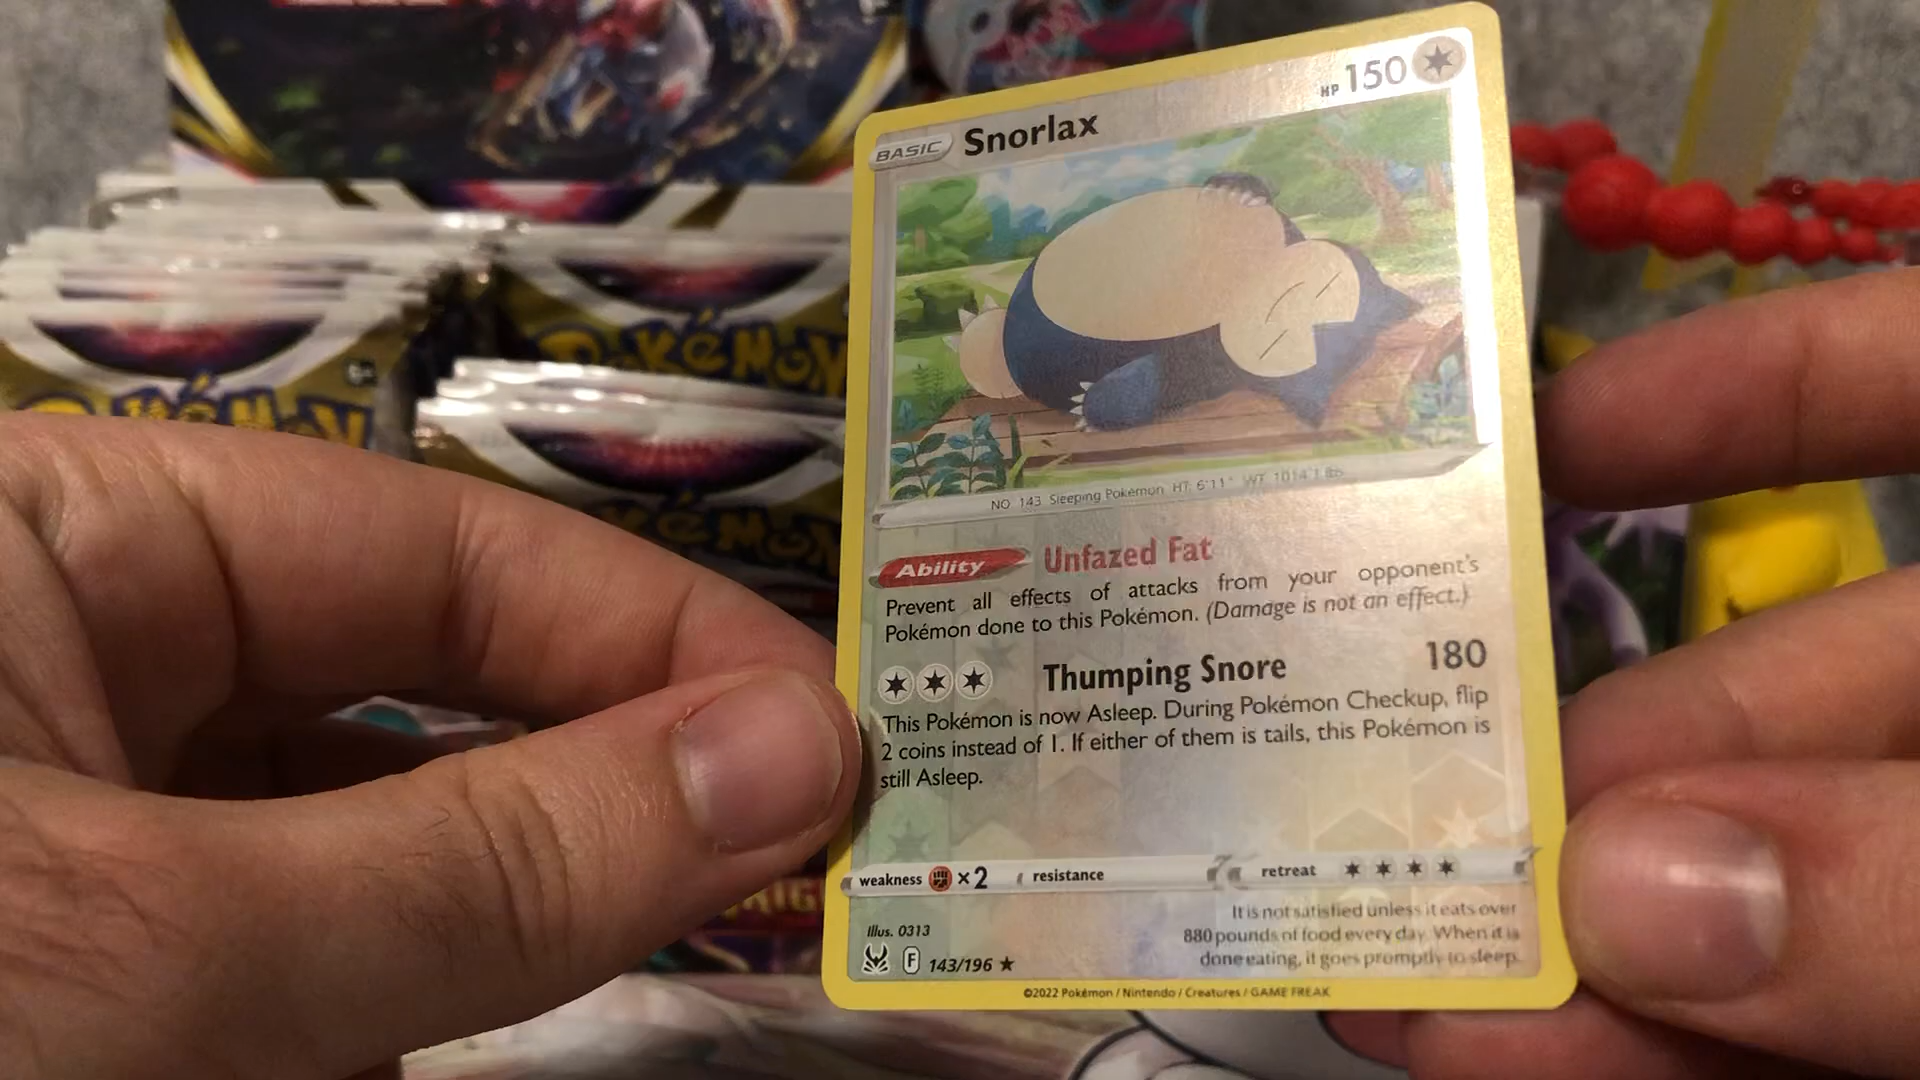 BASIC Snorlax HP 150
NO. 143 Sleeping Pokémon HT: 6'11" WT: 1014.1 lbs
Ability Unfazed Fat
Prevent all effects of attacks from your opponent's
Pokémon done to this Pokémon. (Damage is not an effect.)
Thumping Snore 180
This Pokémon is now Asleep. During Pokémon Checkup, flip
2 coins instead of 1. If either of them is tails, this Pokémon is
still Asleep.
weakness ×2 resistance retreat
It is not satisfied unless it eats over
880 pounds of food every day. When it is
done eating, it goes promptly to sleep.
Illus. 0313
F 143/196 ★
©2022 Pokémon / Nintendo / Creatures / GAME FREAK
POKÉMON
POKÉMON
POKÉMON